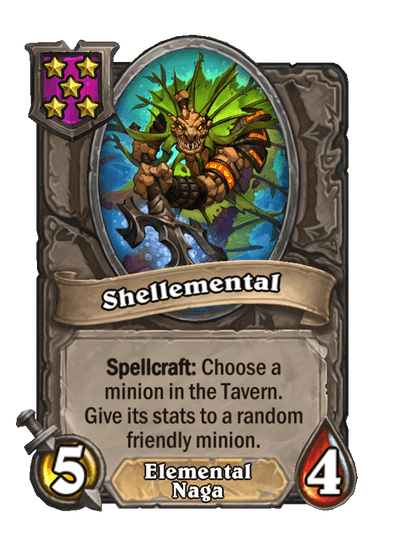 Shellemental
Spellcraft: Choose a
minion in the Tavern.
Give its stats to a random
friendly minion.
5
Elemental
Naga
4